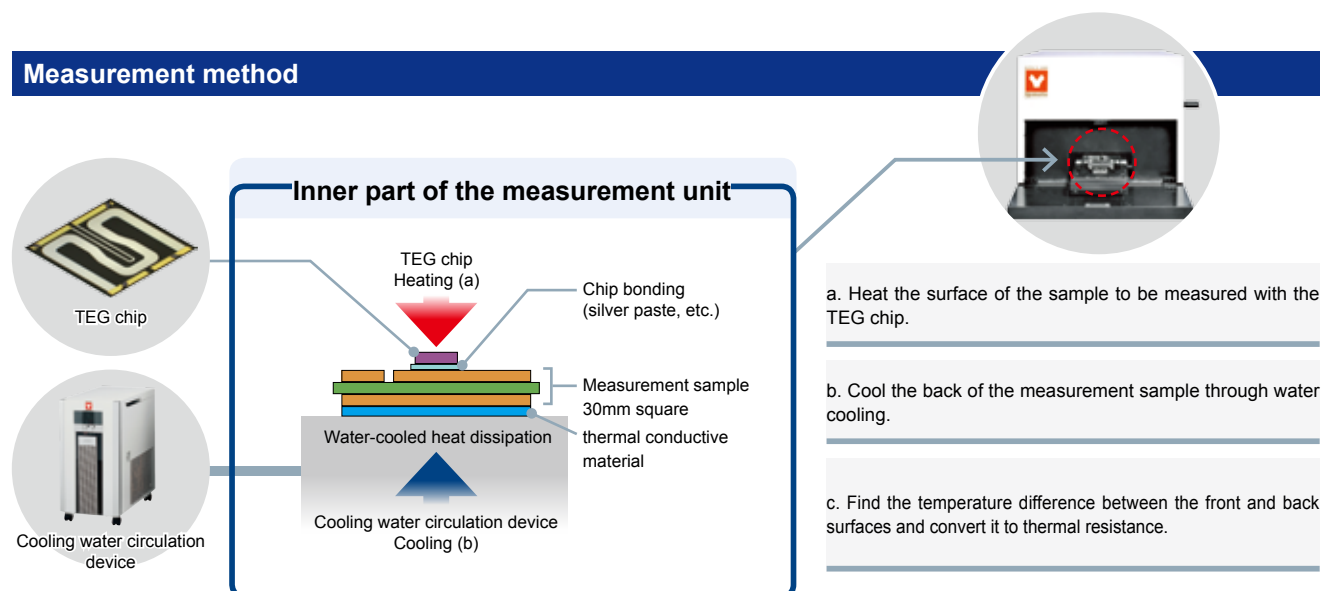 Measurement method
Inner part of the measurement unit
TEG chip
TEG chip
Heating (a)
Chip bonding
(silver paste, etc.)
Measurement sample
30mm square
thermal conductive
material
Water-cooled heat dissipation
Cooling water circulation device
Cooling (b)
Cooling water circulation
device
a. Heat the surface of the sample to be measured with the
TEG chip.
b. Cool the back of the measurement sample through water
cooling.
c. Find the temperature difference between the front and back
surfaces and convert it to thermal resistance.